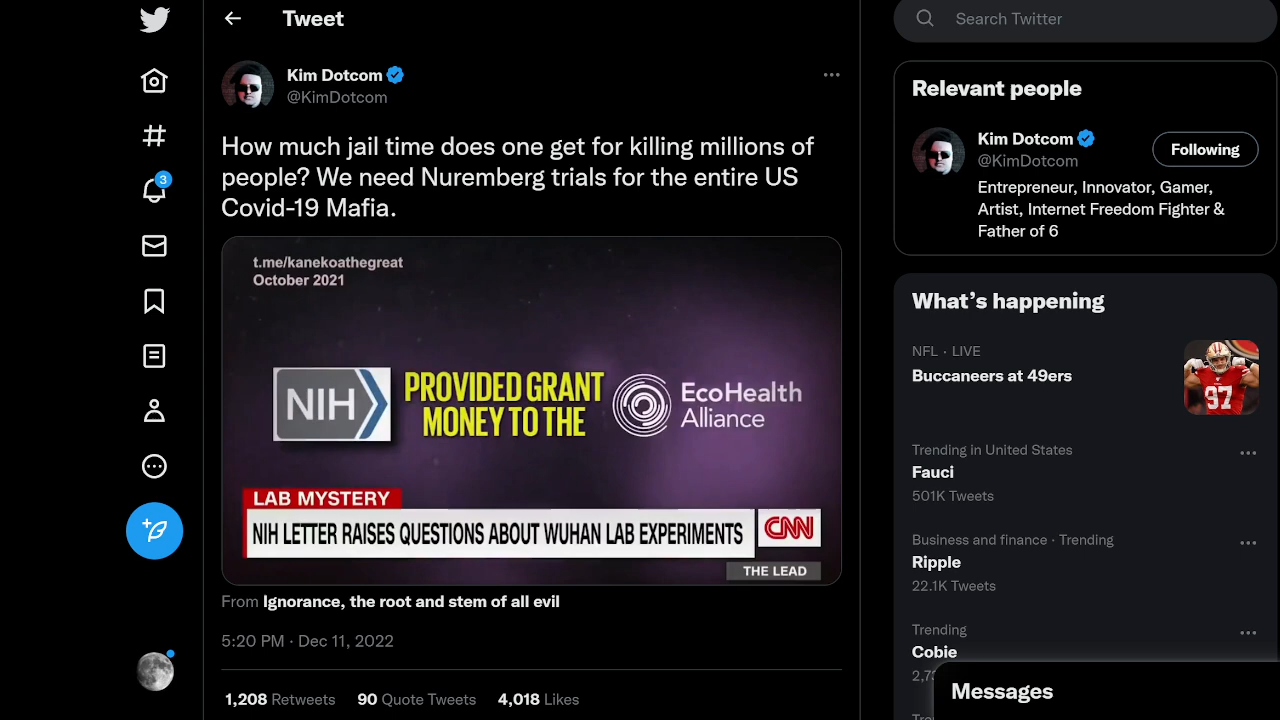 Tweet
Search Twitter
Kim Dotcom
@KimDotcom
How much jail time does one get for killing millions of
people? We need Nuremberg trials for the entire US
Covid-19 Mafia.
t.me/kanekoathegreat
October 2021
NIH
PROVIDED GRANT
MONEY TO THE
EcoHealth
Alliance
LAB MYSTERY
NIH LETTER RAISES QUESTIONS ABOUT WUHAN LAB EXPERIMENTS
CNN
THE LEAD
From Ignorance, the root and stem of all evil
5:20 PM · Dec 11, 2022
1,208 Retweets 90 Quote Tweets 4,018 Likes
3
Relevant people
Kim Dotcom
@KimDotcom
Following
Entrepreneur, Innovator, Gamer,
Artist, Internet Freedom Fighter &
Father of 6
What's happening
NFL · LIVE
Buccaneers at 49ers
97
Trending in United States
Fauci
501K Tweets
Business and finance · Trending
Ripple
22.1K Tweets
Trending
Cobie
Messages